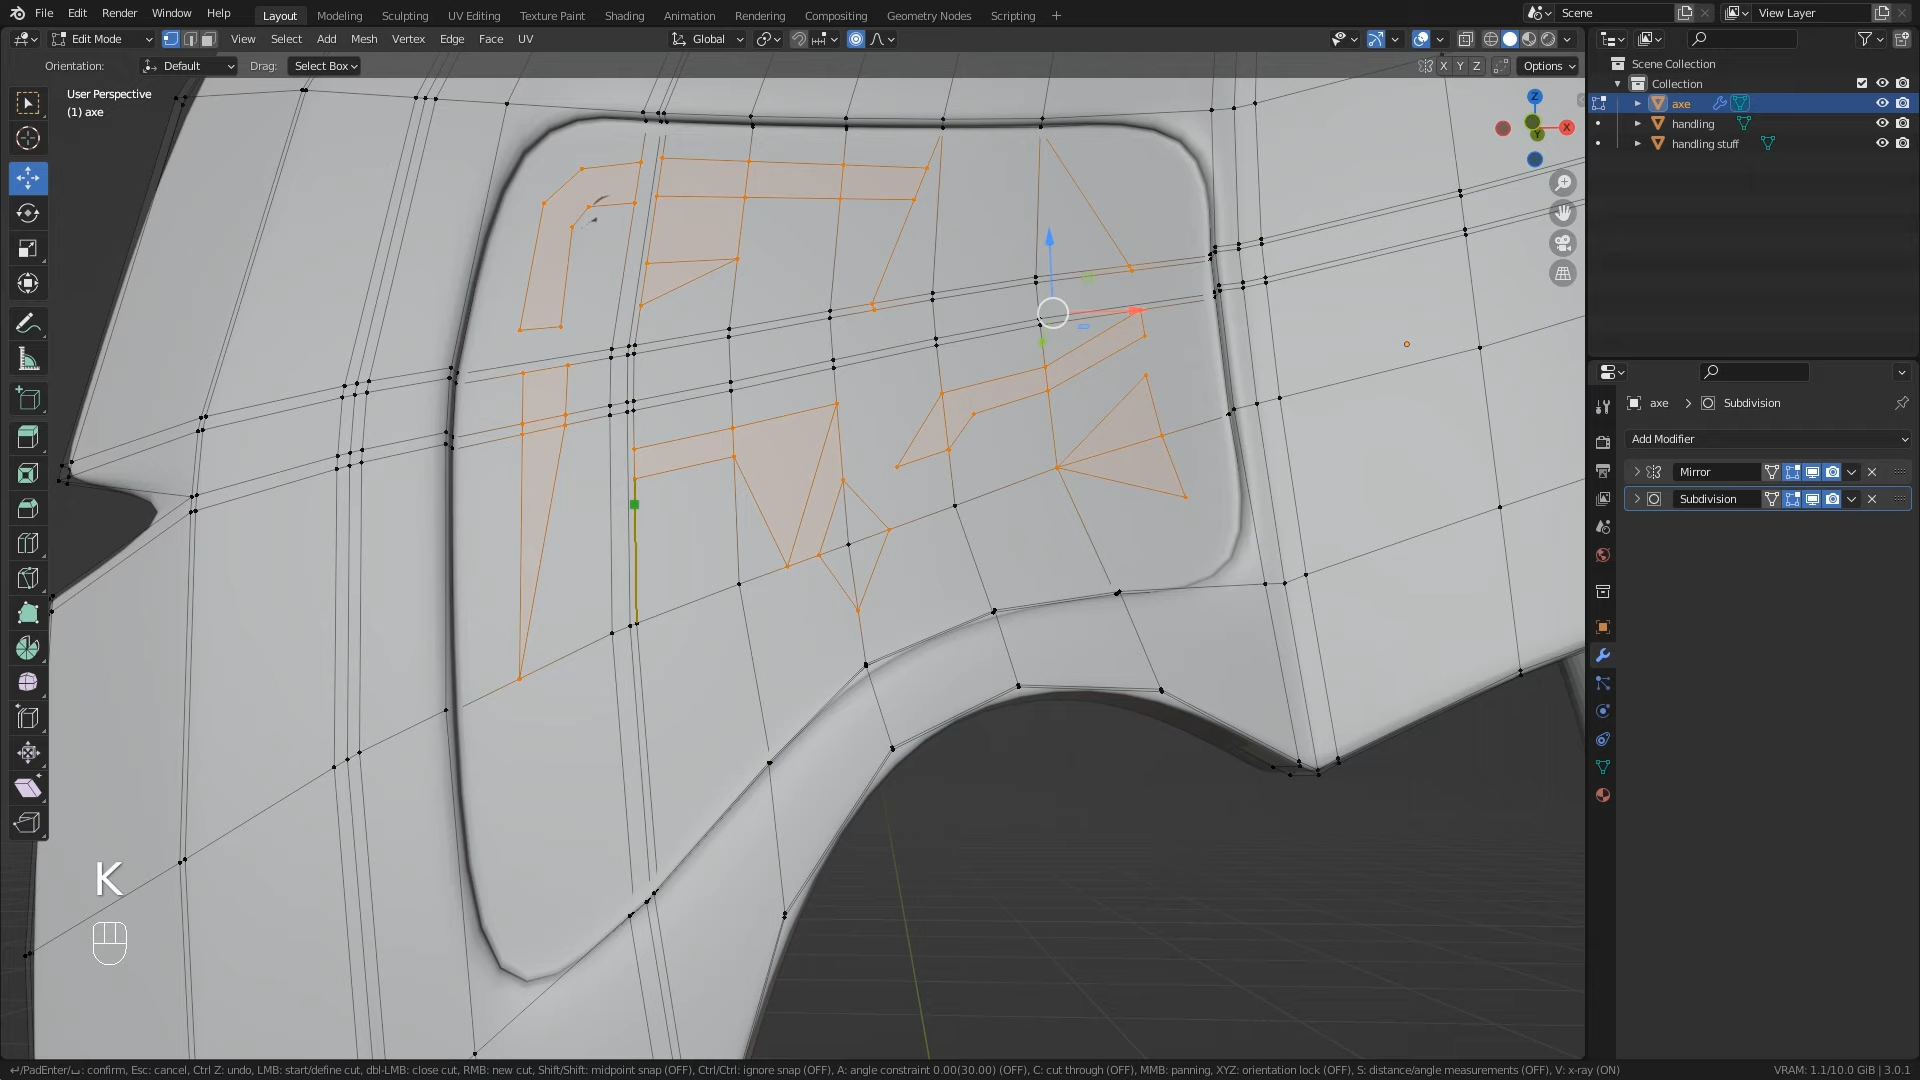 File Edit Render Window Help Layout Modeling Sculpting UV Editing Texture Paint Shading Animation Rendering Compositing Geometry Nodes Scripting + Scene View Layer
Edit Mode View Select Add Mesh Vertex Edge Face UV Global
Orientation: Default Drag: Select Box X Y Z Options
User Perspective
(1) axe
Z
X
Y
K
Scene Collection
Collection
axe
handling
handling stuff
axe Subdivision
Add Modifier
Mirror
Subdivision
/PadEnter/: confirm, Esc: cancel, Ctrl Z: undo, LMB: start/define cut, dbl-LMB: close cut, RMB: new cut, Shift/Shift: midpoint snap (OFF), Ctrl/Ctrl: ignore snap (OFF), A: angle constraint 0.00(30.00) (OFF), C: cut through (OFF), MMB: panning, XYZ: orientation lock (OFF), S: distance/angle measurements (OFF), V: x-ray (ON) VRAM: 1.1/10.0 GiB | 3.0.1